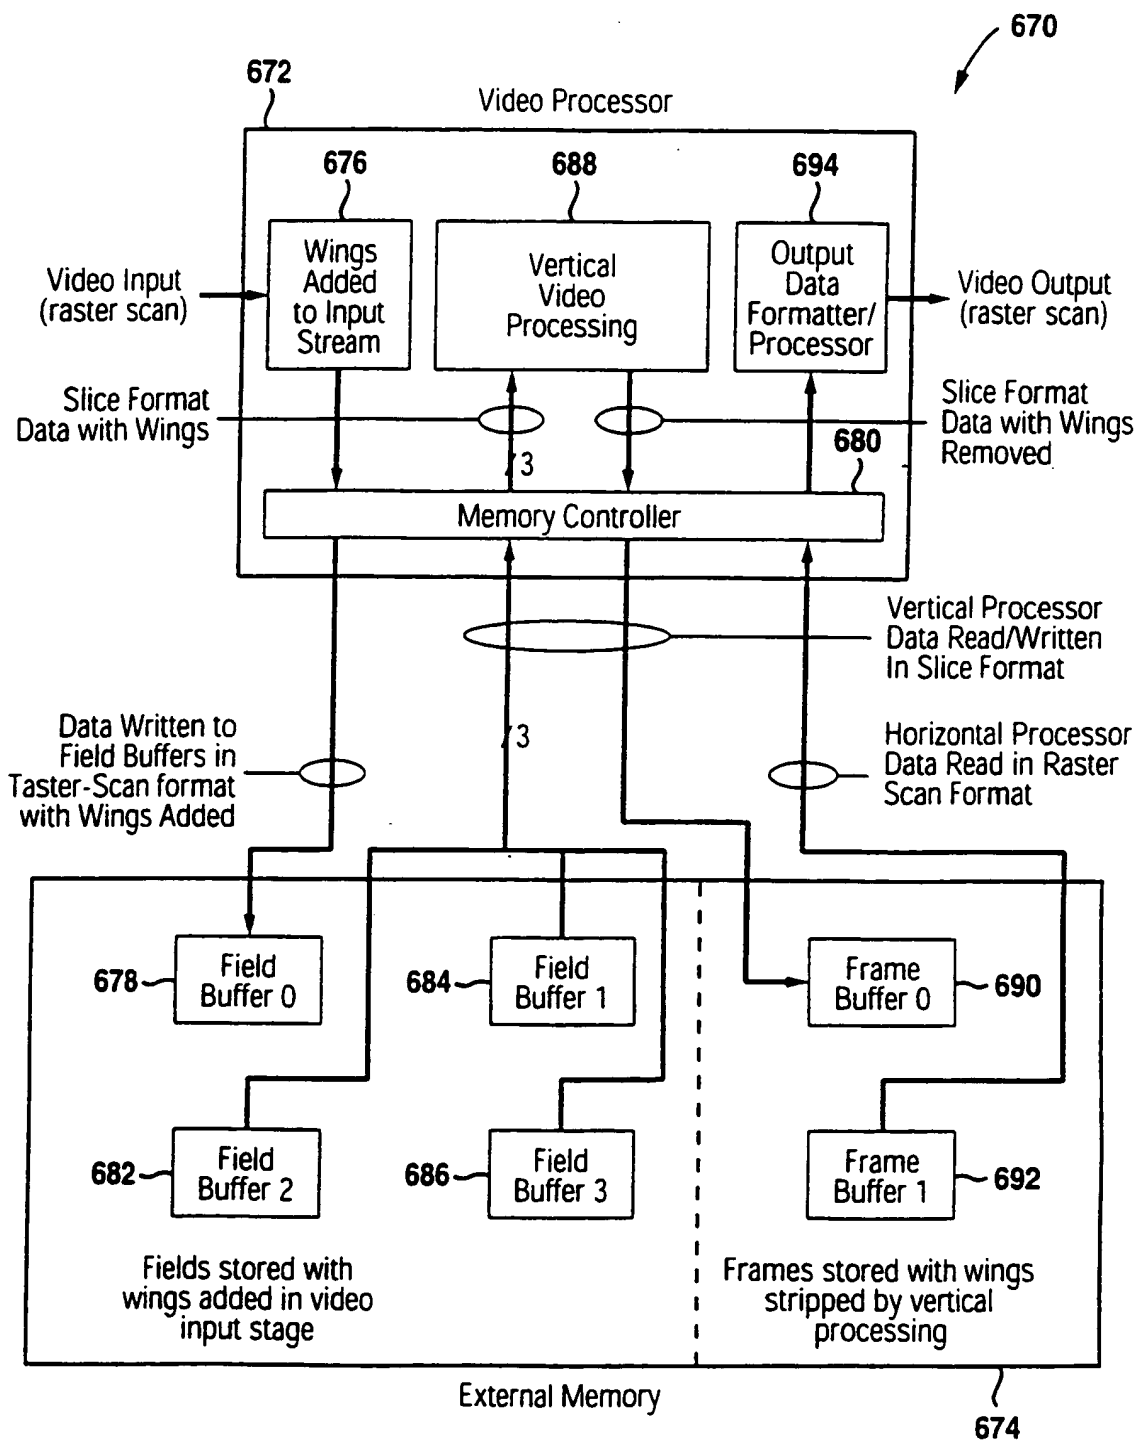 670
672
Video Processor
676
688
694
Wings
Added
to Input
Stream
Vertical
Video
Processing
Output
Data
Formatter/
Processor
Video Input
(raster scan)
Video Output
(raster scan)
Slice Format
Data with Wings
Slice Format
Data with Wings
Removed
3
680
Memory Controller
Vertical Processor
Data Read/Written
In Slice Format
Data Written to
Field Buffers in
Taster-Scan format
with Wings Added
3
Horizontal Processor
Data Read in Raster
Scan Format
678
Field
Buffer 0
684
Field
Buffer 1
Frame
Buffer 0
690
682
Field
Buffer 2
686
Field
Buffer 3
Frame
Buffer 1
692
Fields stored with
wings added in video
input stage
Frames stored with wings
stripped by vertical
processing
External Memory
674